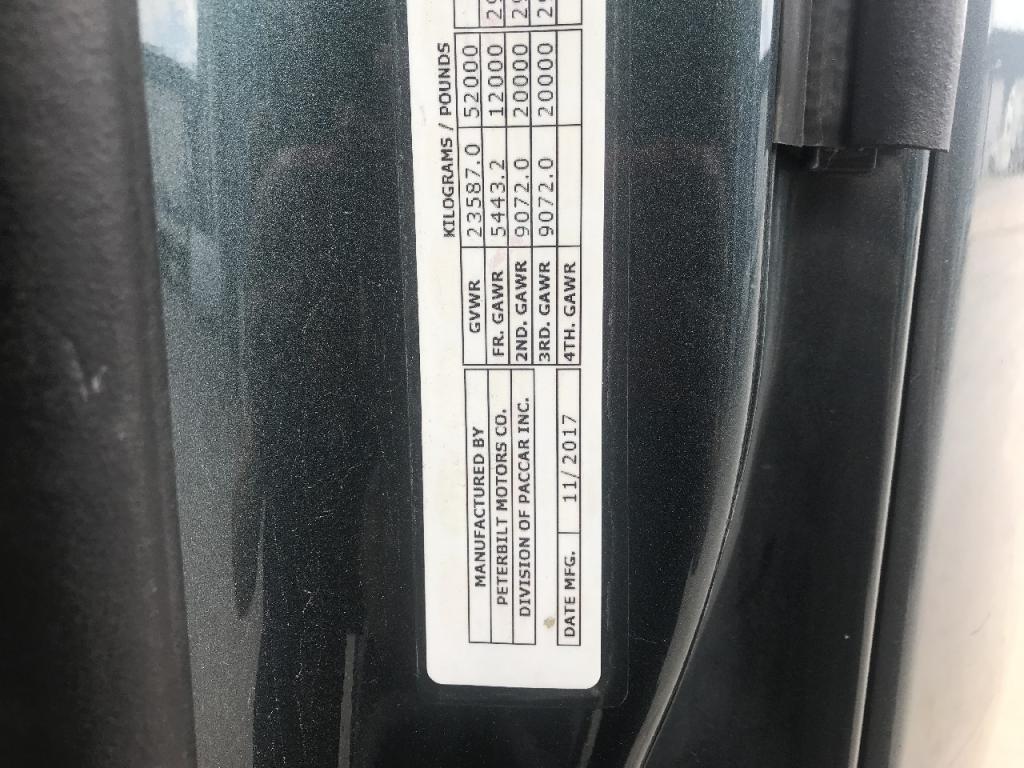 KILOGRAMS / POUNDS
MANUFACTURED BY GVWR 23587.0 52000
PETERBILT MOTORS CO. FR. GAWR 5443.2 12000
DIVISION OF PACCAR INC. 2ND. GAWR 9072.0 20000
3RD. GAWR 9072.0 20000
DATE MFG. 11/2017 4TH. GAWR